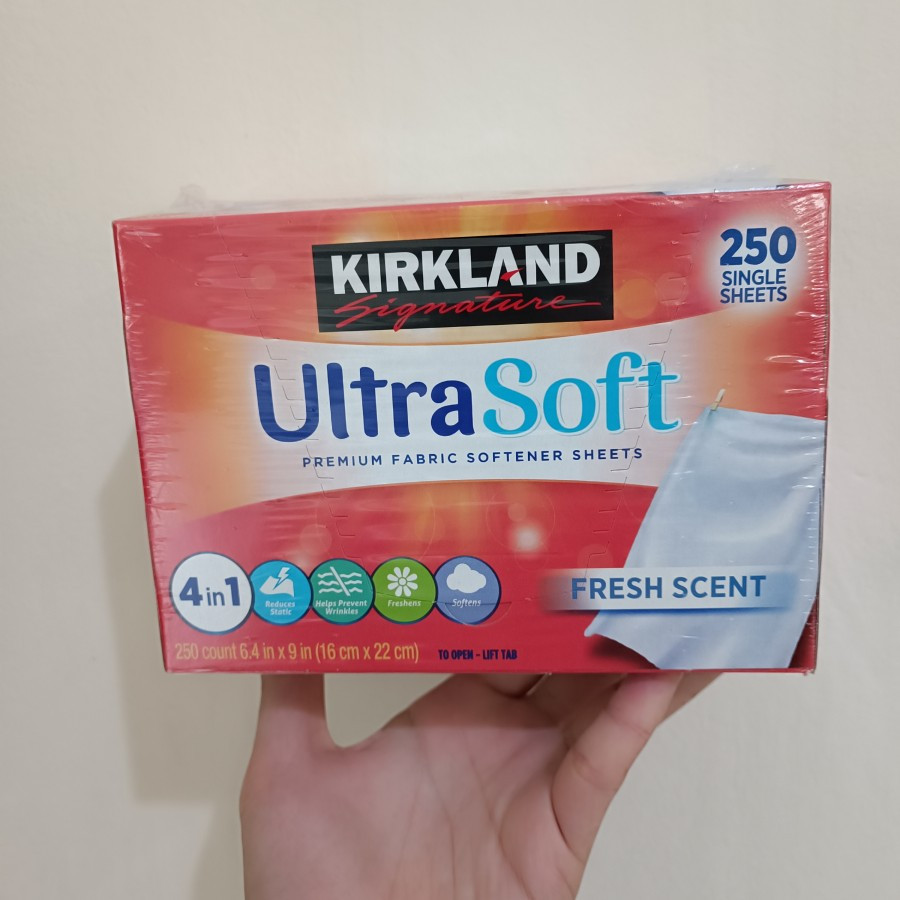 KIRKLAND
Signature
250
SINGLE
SHEETS
UltraSoft
PREMIUM FABRIC SOFTENER SHEETS
4in1
Reduces
Static
Helps Prevent
Wrinkles
Freshens
Softens
FRESH SCENT
250 count 6.4 in x 9 in (16 cm x 22 cm)
TO OPEN - LIFT TAB